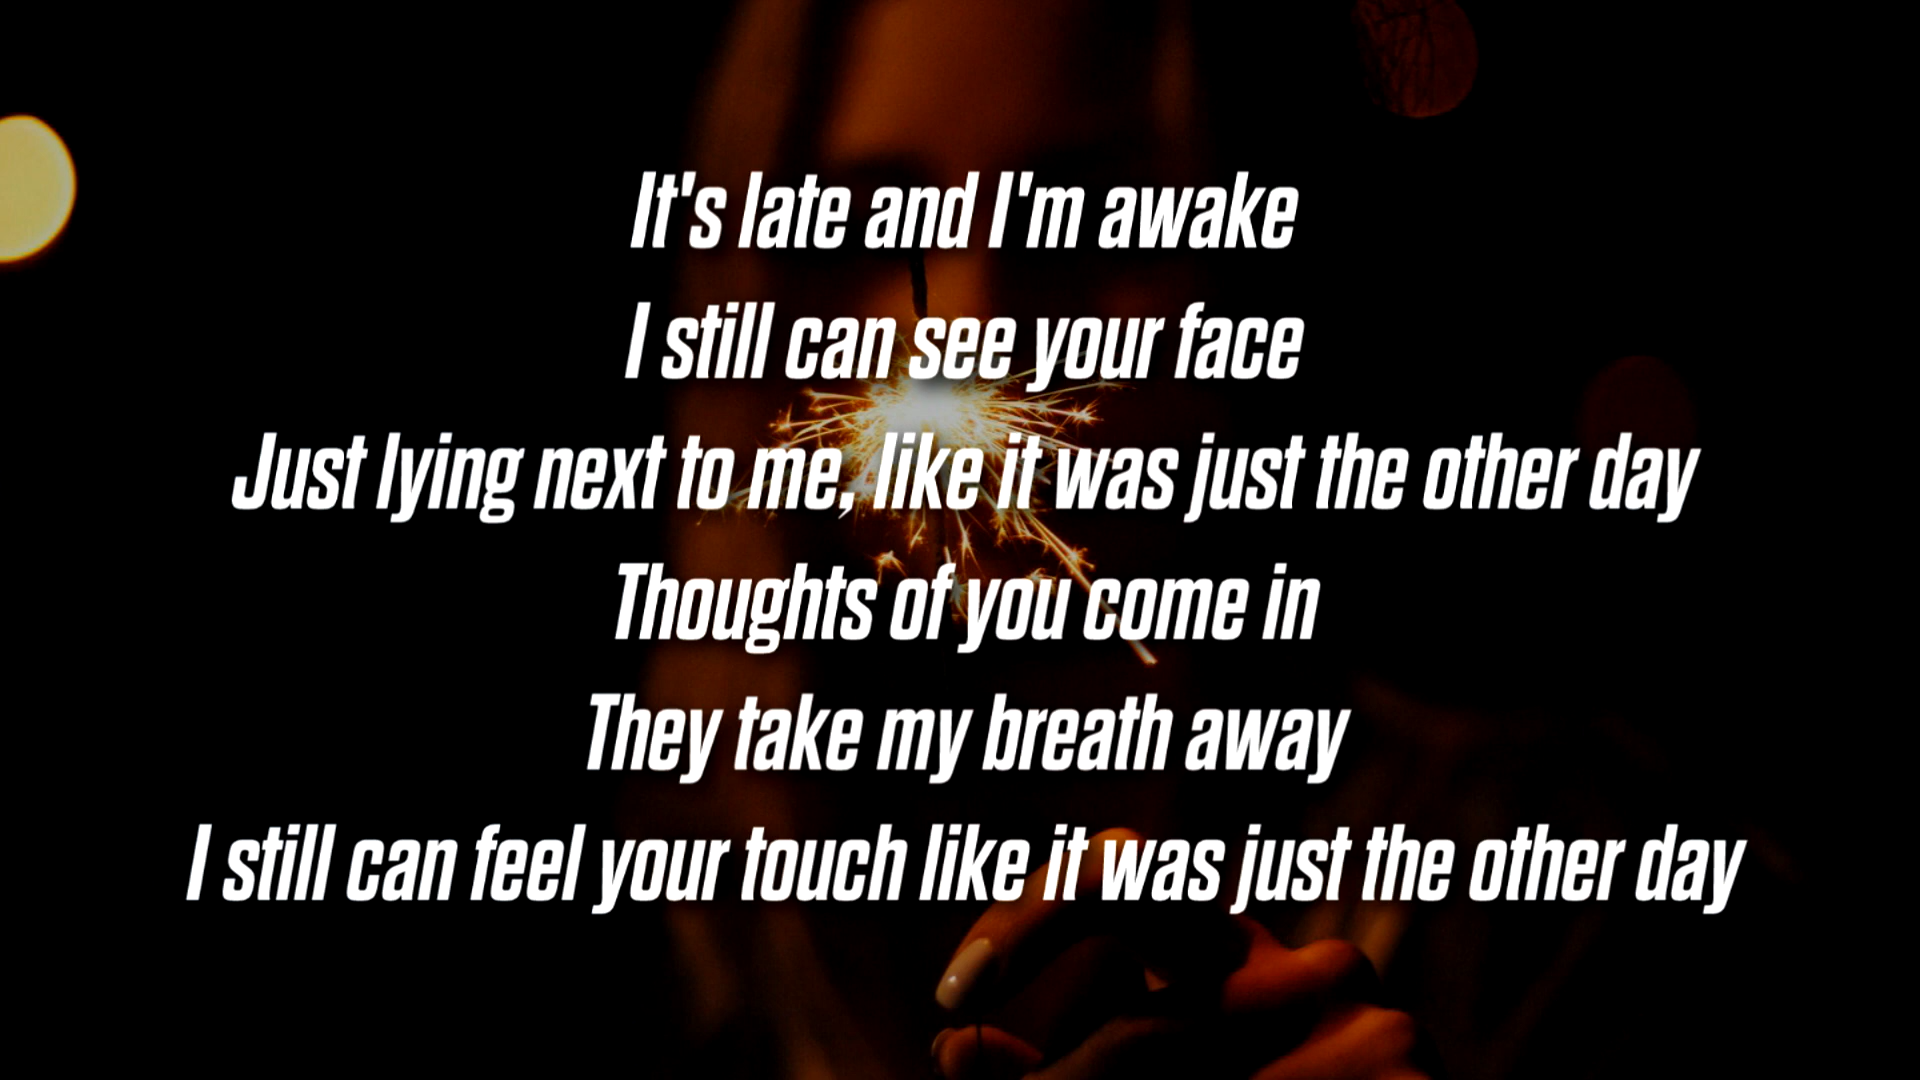 It's late and I'm awake
I still can see your face
Just lying next to me, like it was just the other day
Thoughts of you come in
They take my breath away
I still can feel your touch like it was just the other day